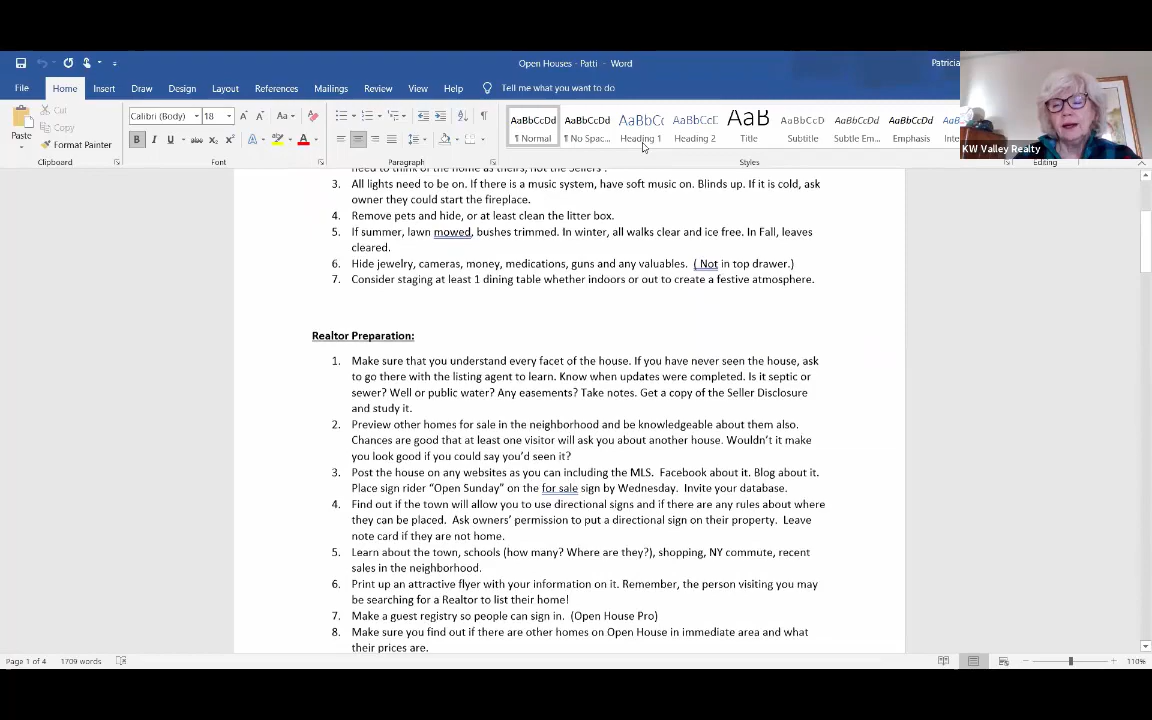 Open Houses - Patti - Word
Patricia
File Home Insert Draw Design Layout References Mailings Review View Help Tell me what you want to do
Paste
Cut
Copy
Format Painter
Clipboard
Calibri (Body) 18
Font
Paragraph
AaBbCcDd AaBbCcDd AaBbCc AaBbCcE AaB AaBbCcD AaBbCcDd AaBbCcDd
¶ Normal ¶ No Spac... Heading 1 Heading 2 Title Subtitle Subtle Em... Emphasis
Styles
Editing
KW Valley Realty
need to think of the home as theirs, not the Sellers'.
3. All lights need to be on. If there is a music system, have soft music on. Blinds up. If it is cold, ask
owner they could start the fireplace.
4. Remove pets and hide, or at least clean the litter box.
5. If summer, lawn mowed, bushes trimmed. In winter, all walks clear and ice free. In Fall, leaves
cleared.
6. Hide jewelry, cameras, money, medications, guns and any valuables. ( Not in top drawer.)
7. Consider staging at least 1 dining table whether indoors or out to create a festive atmosphere.
Realtor Preparation:
1. Make sure that you understand every facet of the house. If you have never seen the house, ask
to go there with the listing agent to learn. Know when updates were completed. Is it septic or
sewer? Well or public water? Any easements? Take notes. Get a copy of the Seller Disclosure
and study it.
2. Preview other homes for sale in the neighborhood and be knowledgeable about them also.
Chances are good that at least one visitor will ask you about another house. Wouldn't it make
you look good if you could say you'd seen it?
3. Post the house on any websites as you can including the MLS. Facebook about it. Blog about it.
Place sign rider "Open Sunday" on the for sale sign by Wednesday. Invite your database.
4. Find out if the town will allow you to use directional signs and if there are any rules about where
they can be placed. Ask owners' permission to put a directional sign on their property. Leave
note card if they are not home.
5. Learn about the town, schools (how many? Where are they?), shopping, NY commute, recent
sales in the neighborhood.
6. Print up an attractive flyer with your information on it. Remember, the person visiting you may
be searching for a Realtor to list their home!
7. Make a guest registry so people can sign in. (Open House Pro)
8. Make sure you find out if there are other homes on Open House in immediate area and what
their prices are.
Page 1 of 4 1709 words
110%